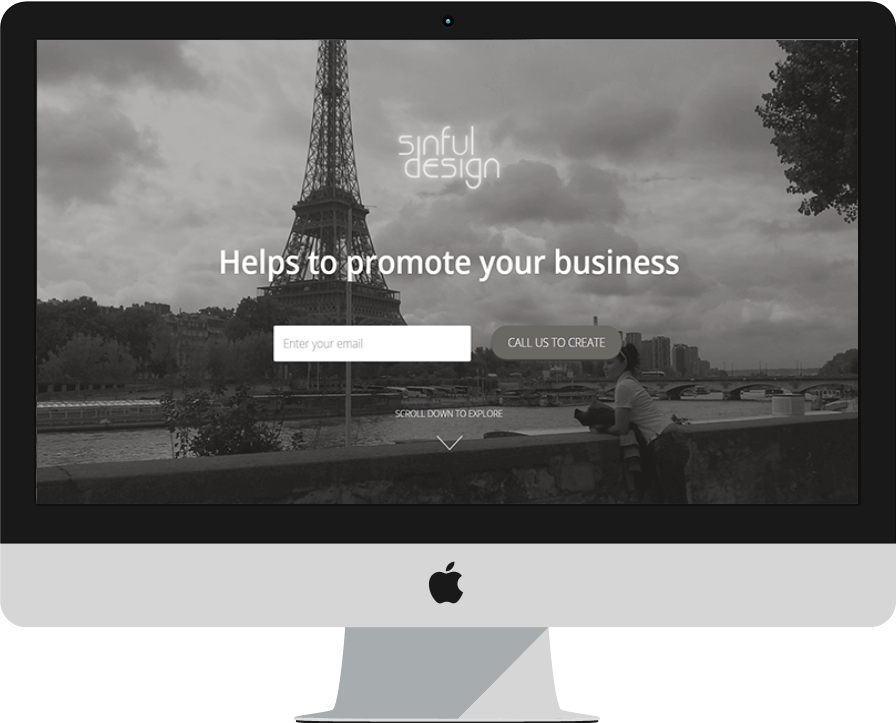 sinful
design
Helps to promote your business
Enter your email
CALL US TO CREATE
SCROLL DOWN TO EXPLORE